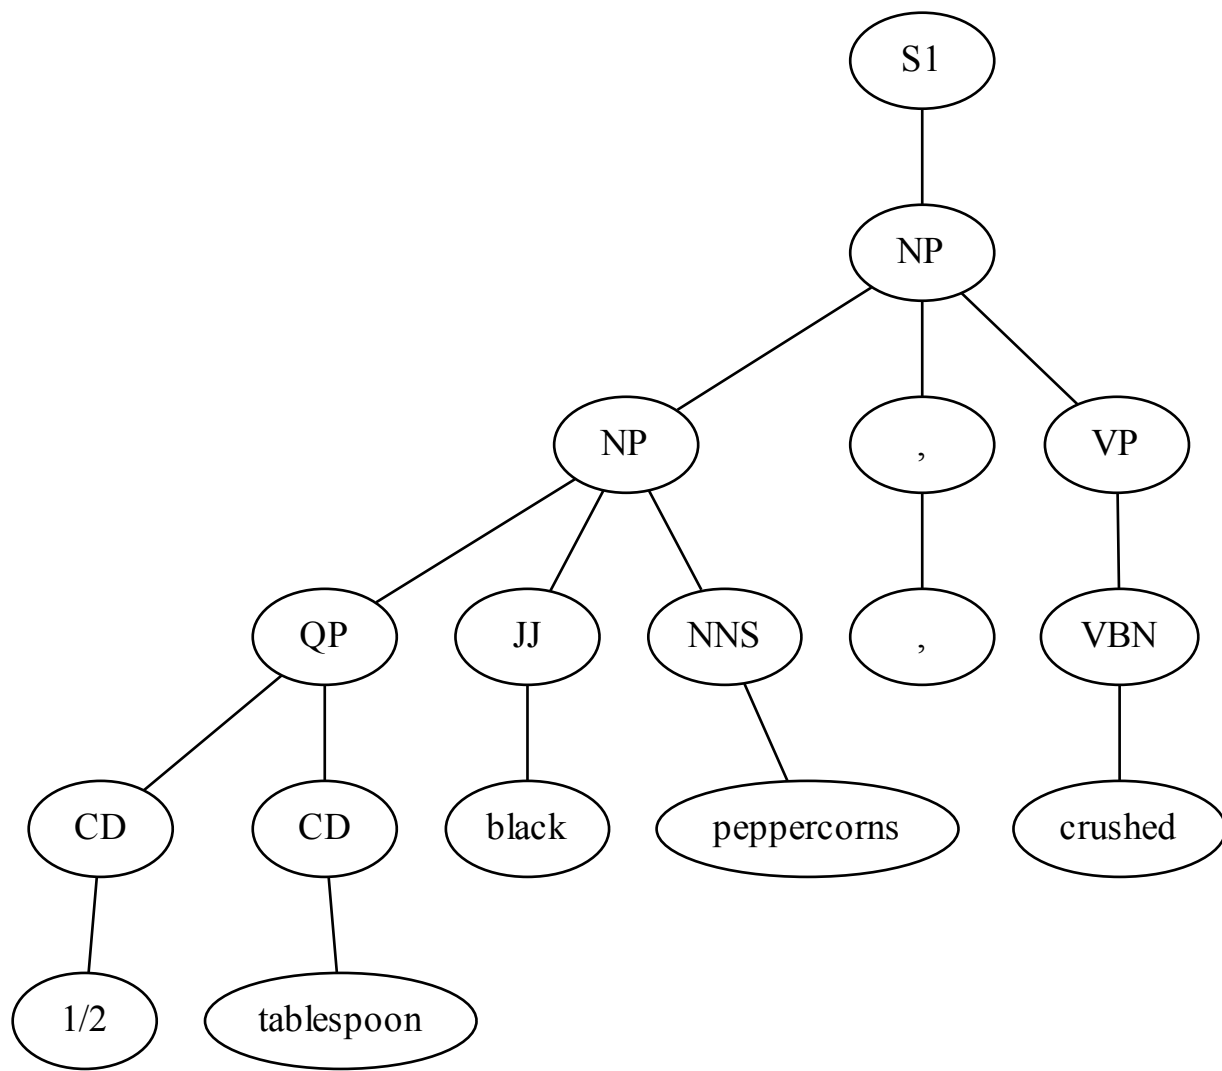 S1
NP
NP , VP
QP JJ NNS , VBN
CD CD black peppercorns crushed
1/2 tablespoon